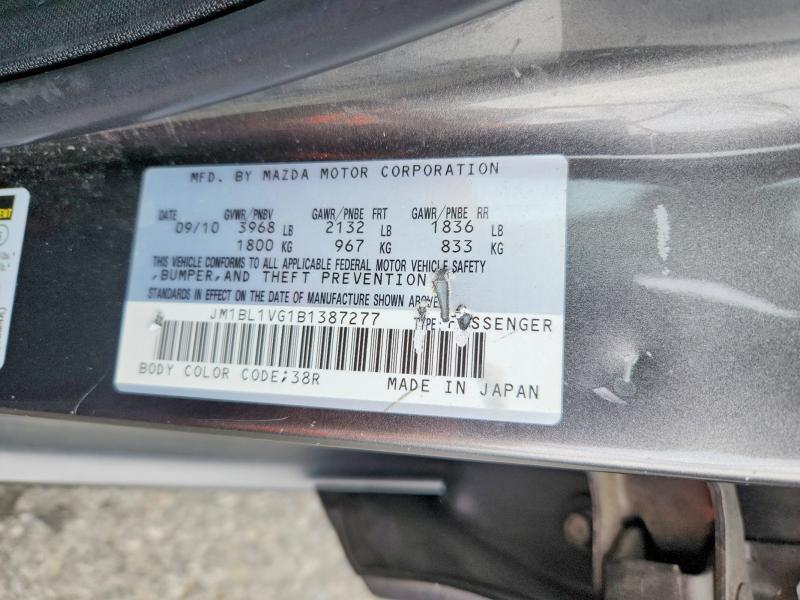 MFD. BY MAZDA MOTOR CORPORATION
DATE GVWR/PNBV GAWR/PNBE FRT GAWR/PNBE RR
09/10 3968 LB 2132 LB 1836 LB
1800 KG 967 KG 833 KG
THIS VEHICLE CONFORMS TO ALL APPLICABLE FEDERAL MOTOR VEHICLE SAFETY
,BUMPER,AND THEFT PREVENTION
STANDARDS IN EFFECT ON THE DATE OF MANUFACTURE SHOWN ABOVE
JM1BL1VG1B1387277 TYPE:PASSENGER
BODY COLOR CODE;38R MADE IN JAPAN